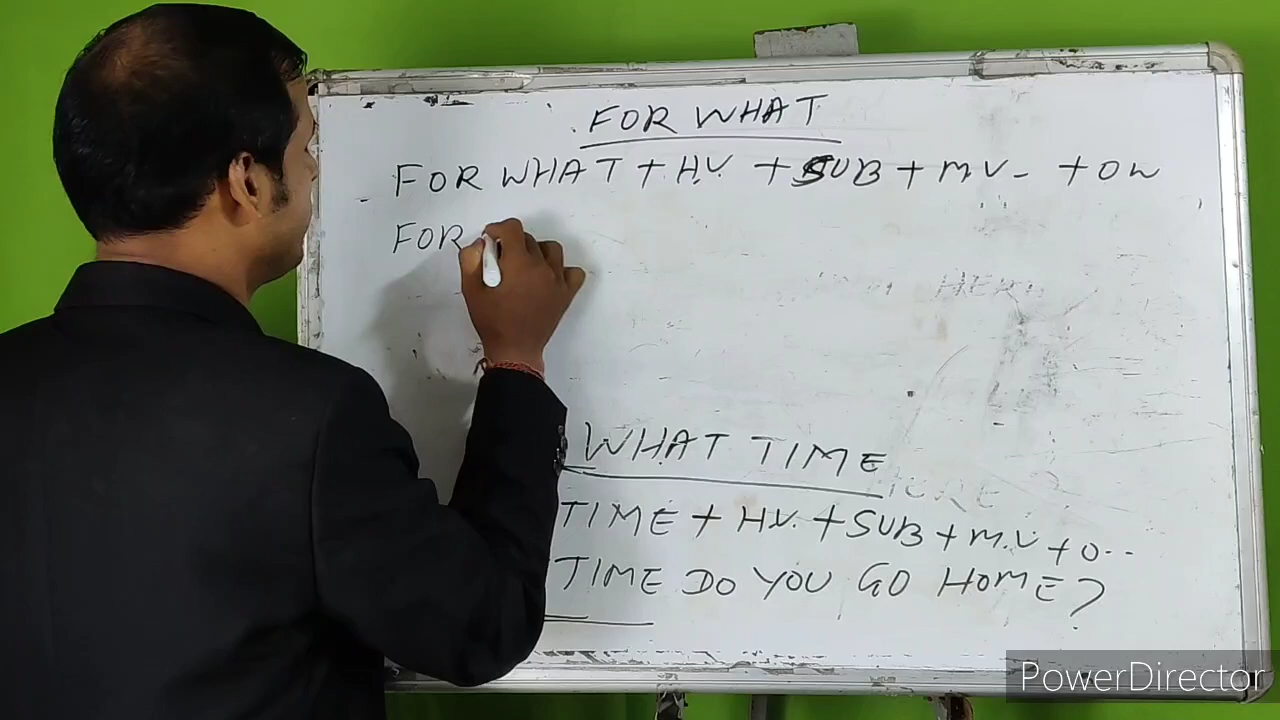 FOR WHAT
FOR WHAT + H.V. + SUB + M V - + O W
FOR
WHAT TIME
TIME + H.V. + SUB + M.V + O--
TIME DO YOU GO HOME?
PowerDirector